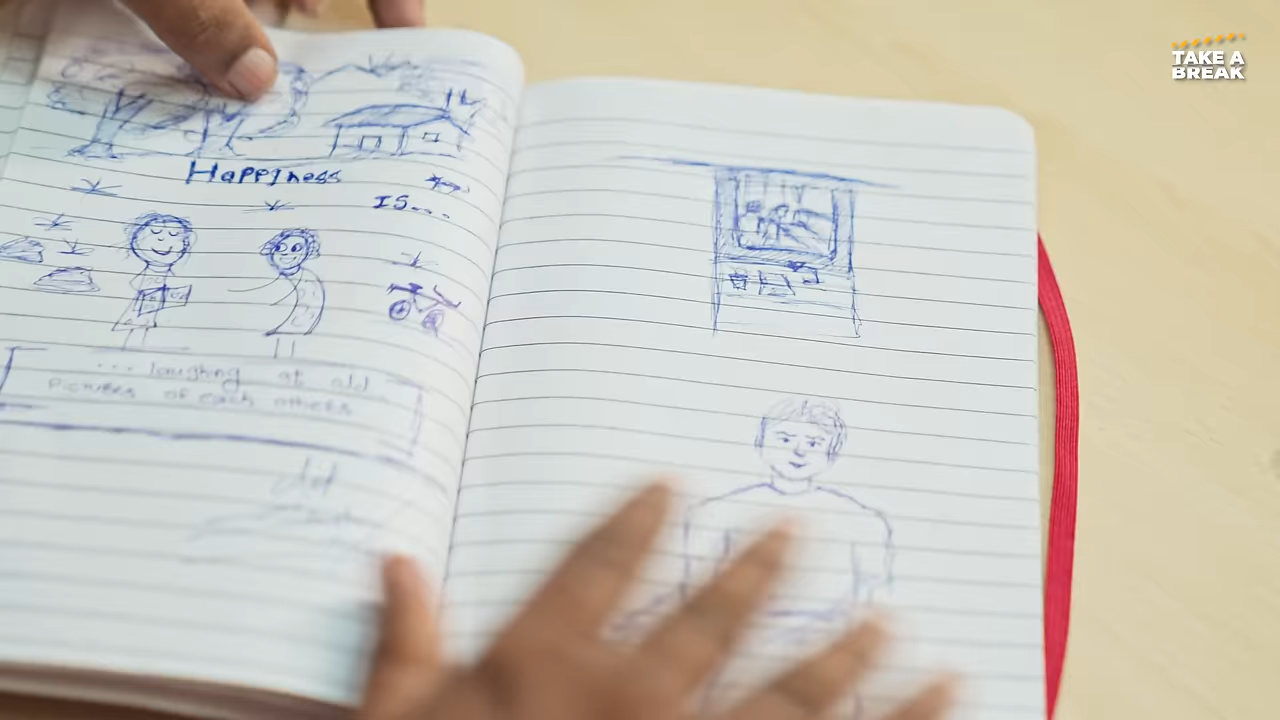 Happiness
IS...
... laughing at old
pictures of each others
TAKE A
BREAK